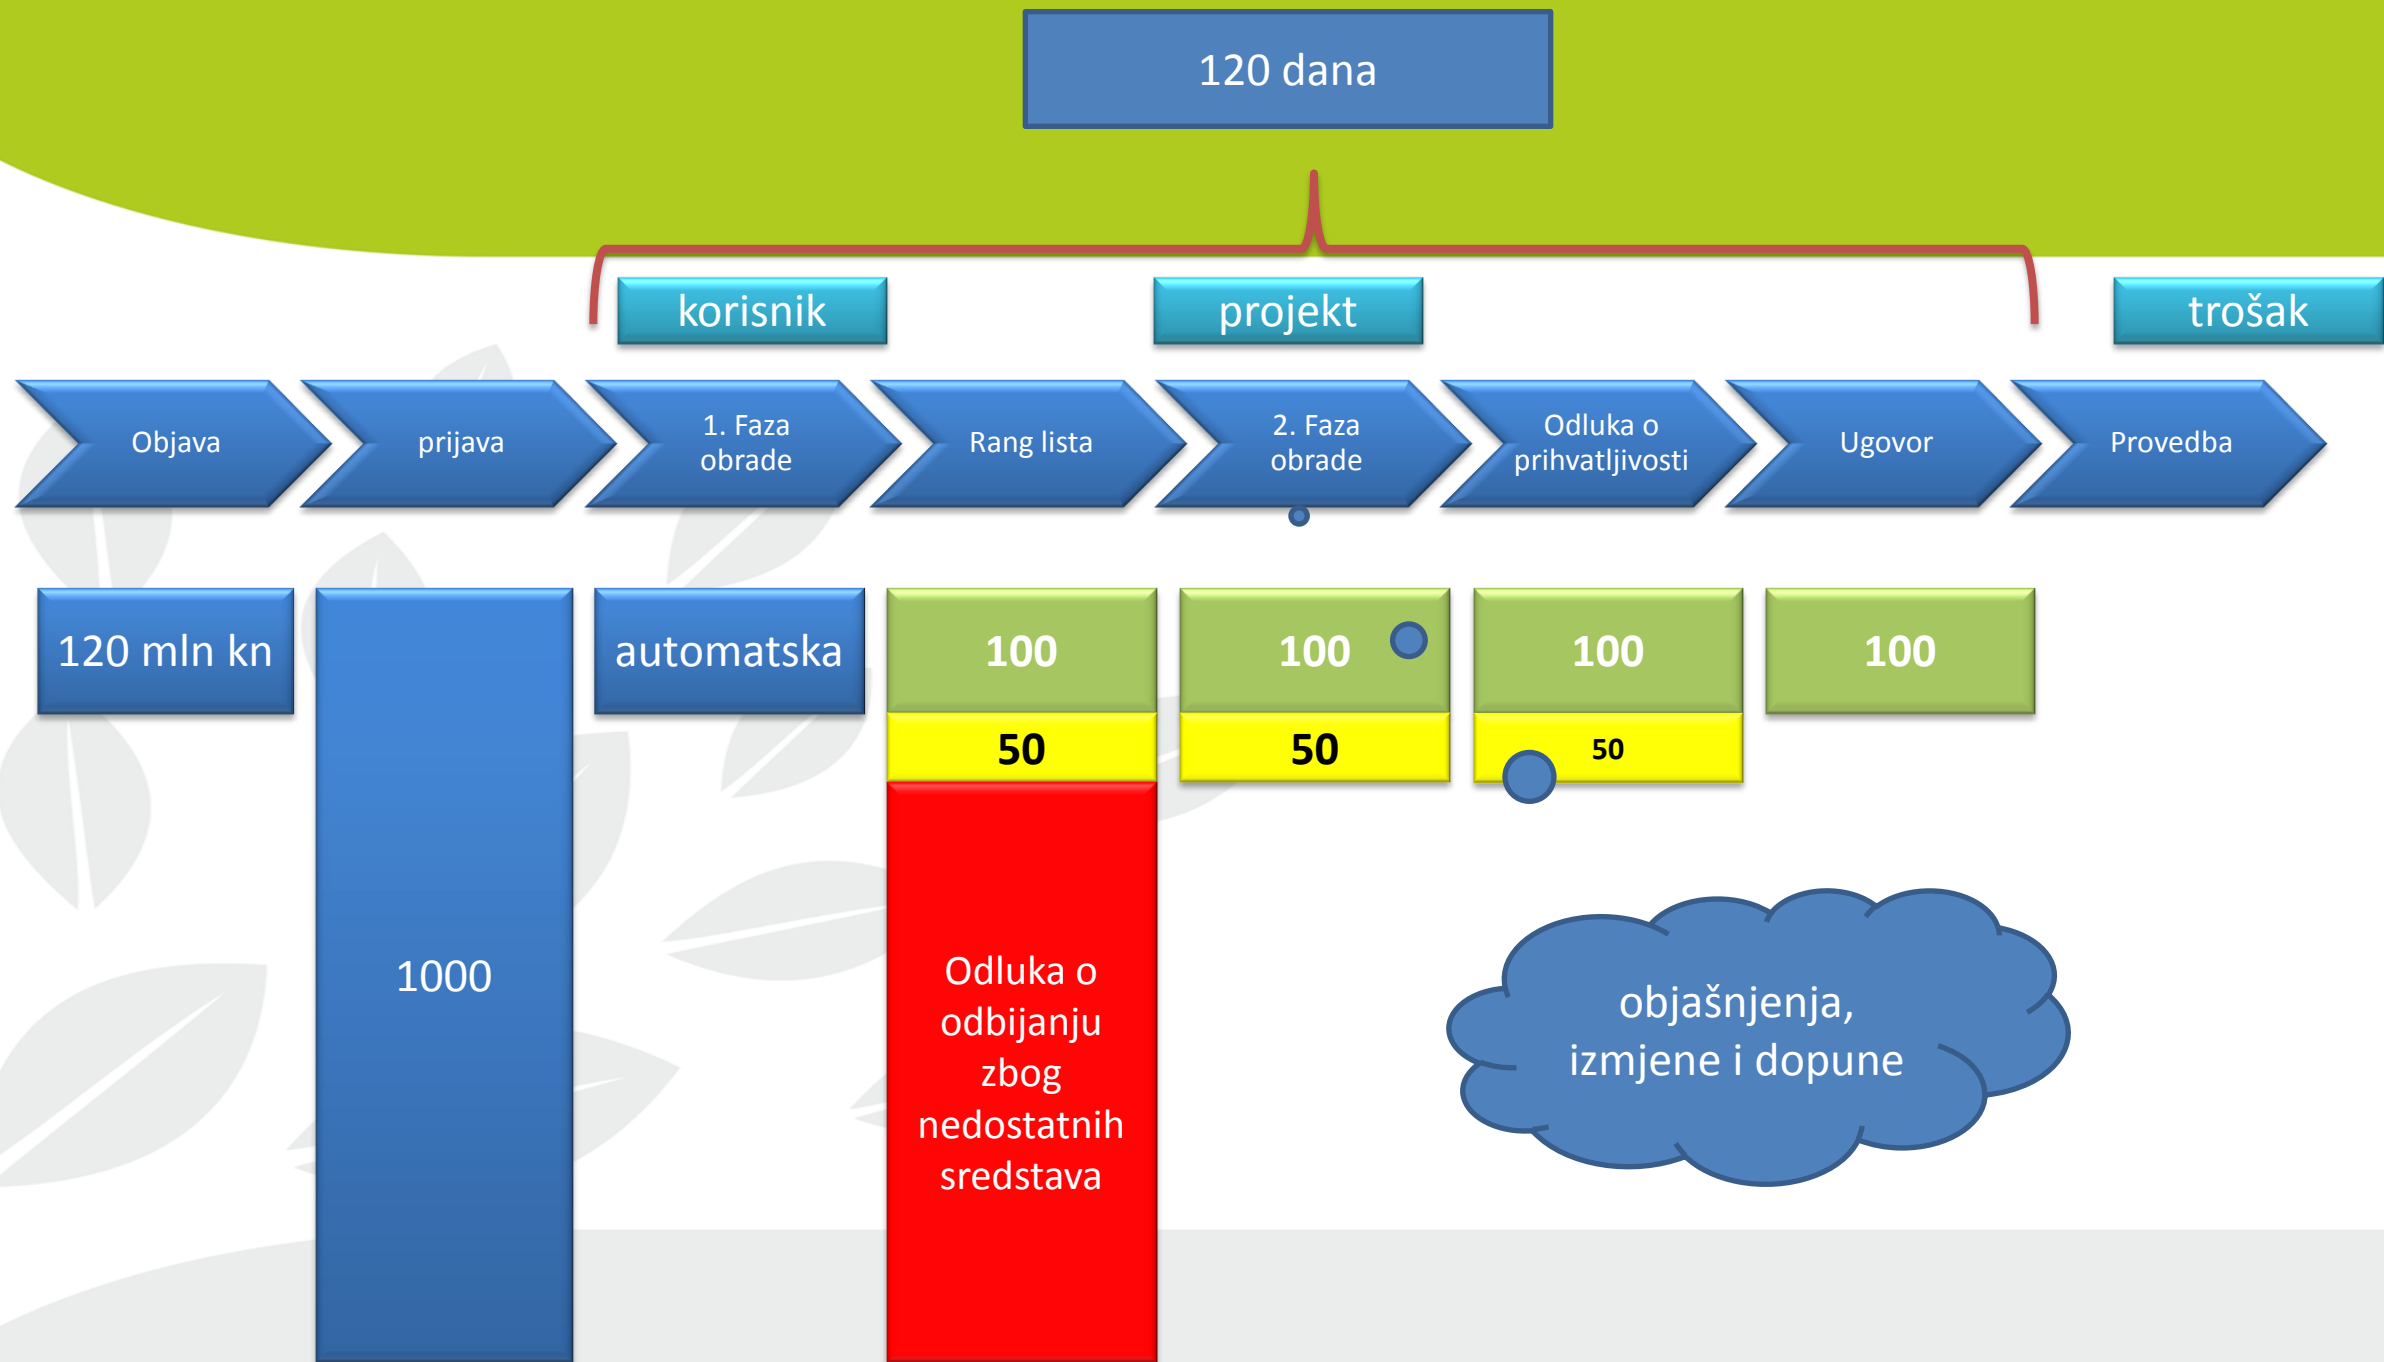 120 dana
korisnik
projekt
trošak
Objava
prijava
1. Faza
obrade
Rang lista
2. Faza
obrade
Odluka o
prihvatljivosti
Ugovor
Provedba
120 mln kn
1000
automatska
100
100
100
100
50
50
50
Odluka o
odbijanju
zbog
nedostatnih
sredstava
objašnjenja,
izmjene i dopune